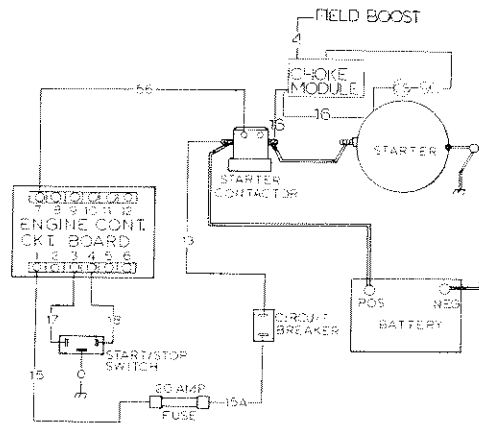 FIELD BOOST
4
CHOKE
MODULE
56
16
16
STARTER
STARTER
CONTACTOR
13
7 8 9 10 11 12
ENGINE CONT.
CKT. BOARD
1 2 3 4 5 6
POS
NEG
BATTERY
CIRCUIT
BREAKER
17
18
START/STOP
SWITCH
15
20 AMP
FUSE
15A